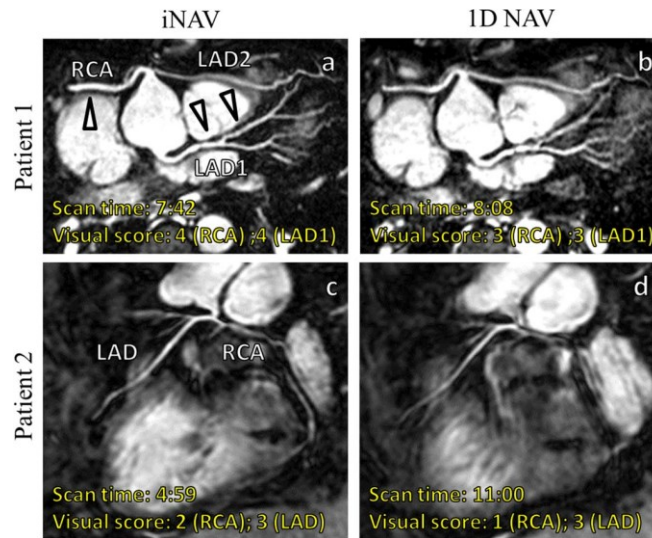 iNAV
1D NAV
Patient 1
RCA
LAD2
a
LAD1
Scan time: 7:42
Visual score: 4 (RCA) ;4 (LAD1)
b
Scan time: 8:08
Visual score: 3 (RCA) ;3 (LAD1)
Patient 2
c
LAD
RCA
Scan time: 4:59
Visual score: 2 (RCA); 3 (LAD)
d
Scan time: 11:00
Visual score: 1 (RCA); 3 (LAD)